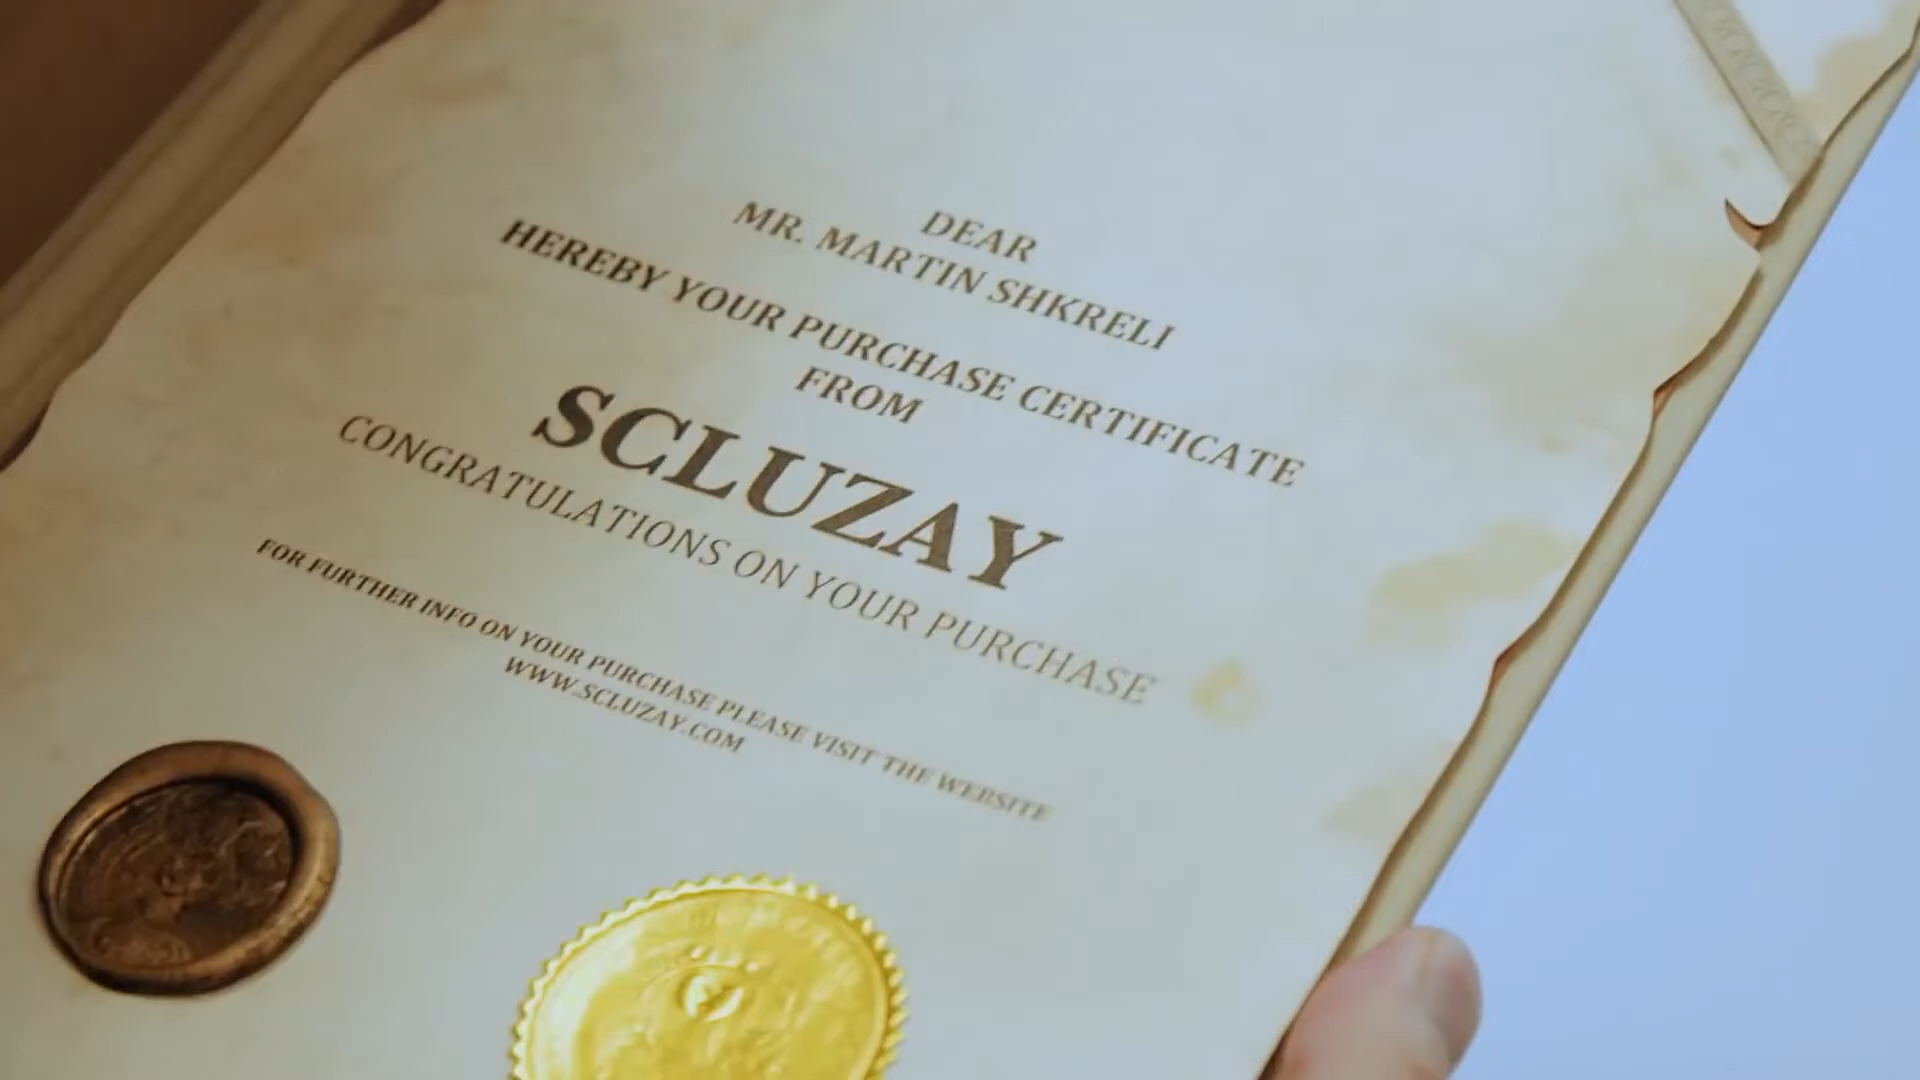 DEAR
MR. MARTIN SHKRELI
HEREBY YOUR PURCHASE CERTIFICATE
FROM
SCLUZAY
CONGRATULATIONS ON YOUR PURCHASE
FOR FURTHER INFO ON YOUR PURCHASE PLEASE VISIT THE WEBSITE
WWW.SCLUZAY.COM